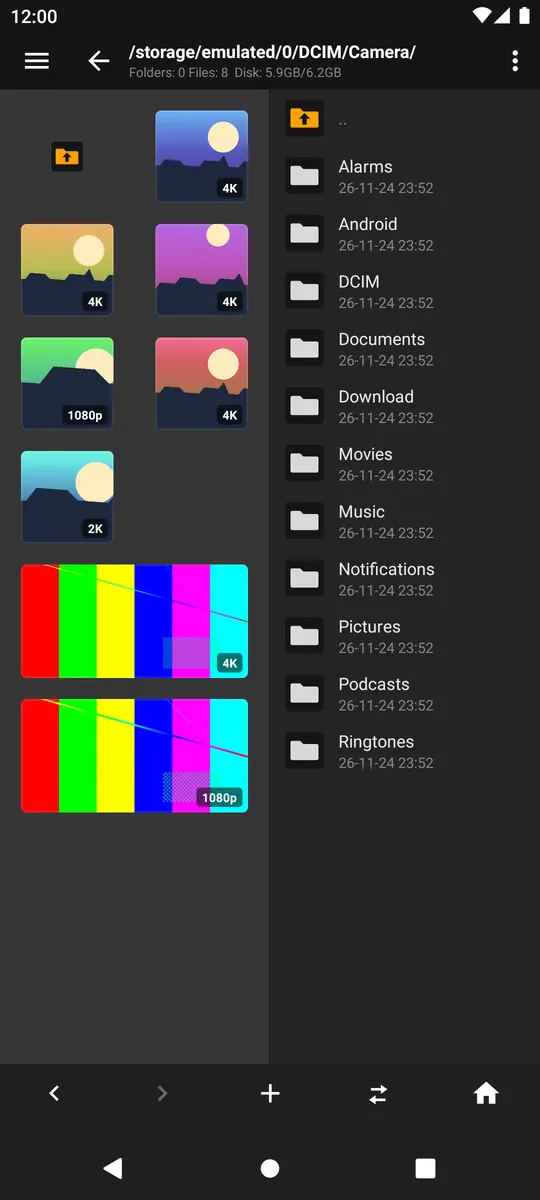 12:00
/storage/emulated/0/DCIM/Camera/
Folders: 0 Files: 8 Disk: 5.9GB/6.2GB
4K
4K
4K
1080p
4K
2K
4K
1080p
..
Alarms
26-11-24 23:52
Android
26-11-24 23:52
DCIM
26-11-24 23:52
Documents
26-11-24 23:52
Download
26-11-24 23:52
Movies
26-11-24 23:52
Music
26-11-24 23:52
Notifications
26-11-24 23:52
Pictures
26-11-24 23:52
Podcasts
26-11-24 23:52
Ringtones
26-11-24 23:52